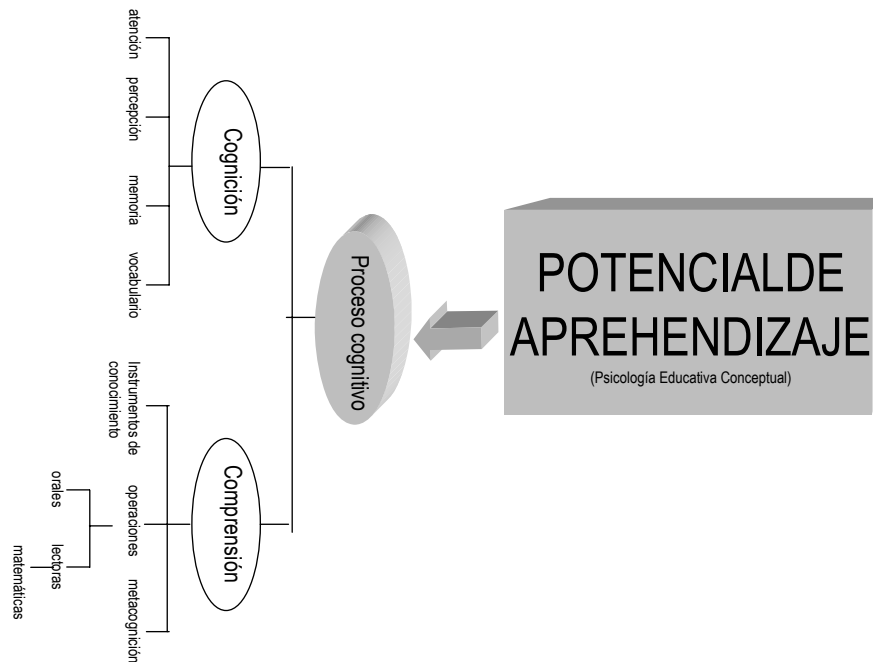 POTENCIALDE
APREHENDIZAJE
(Psicología Educativa Conceptual)
Proceso cognitivo
Cognición
atención
percepción
memoria
vocabulario
Comprensión
Instrumentos de
conocimiento
operaciones
metacognición
orales
lectoras
matemáticas